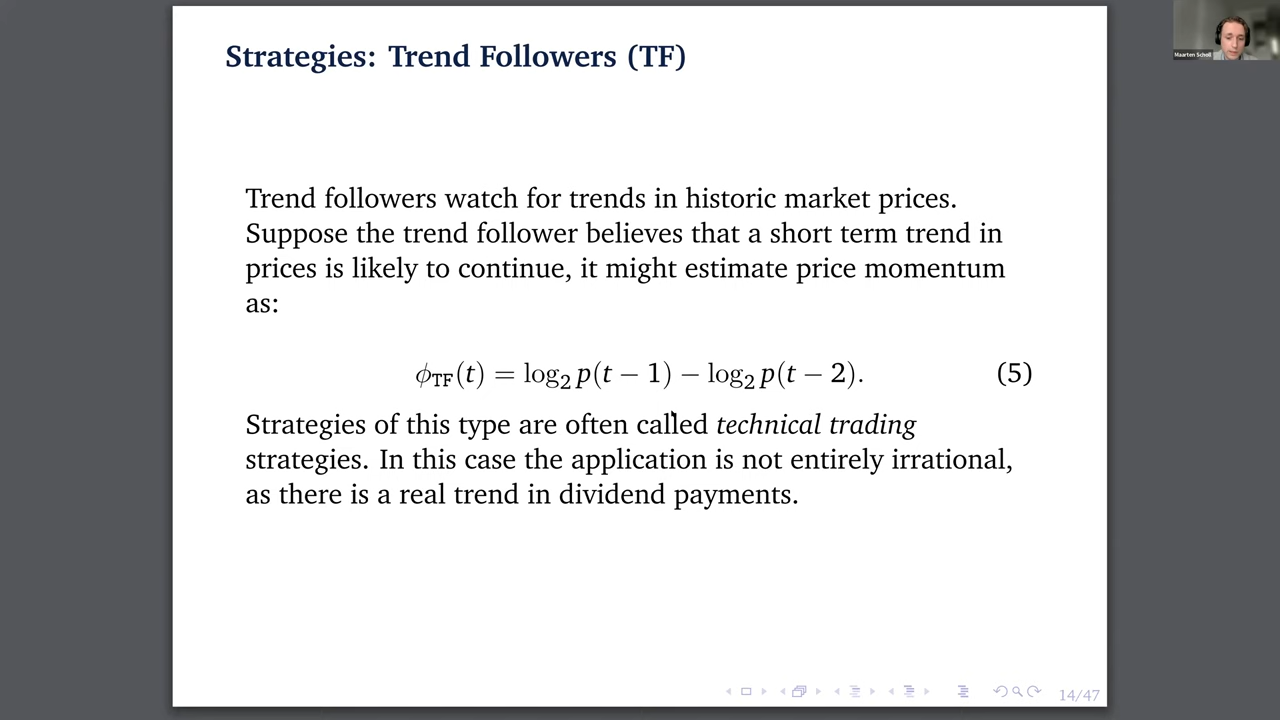 Strategies: Trend Followers (TF)
Maarten Scholl
Trend followers watch for trends in historic market prices.
Suppose the trend follower believes that a short term trend in
prices is likely to continue, it might estimate price momentum
as:
ϕ_TF(t) = log₂ p(t − 1) − log₂ p(t − 2). (5)
Strategies of this type are often called technical trading
strategies. In this case the application is not entirely irrational,
as there is a real trend in dividend payments.
14/47